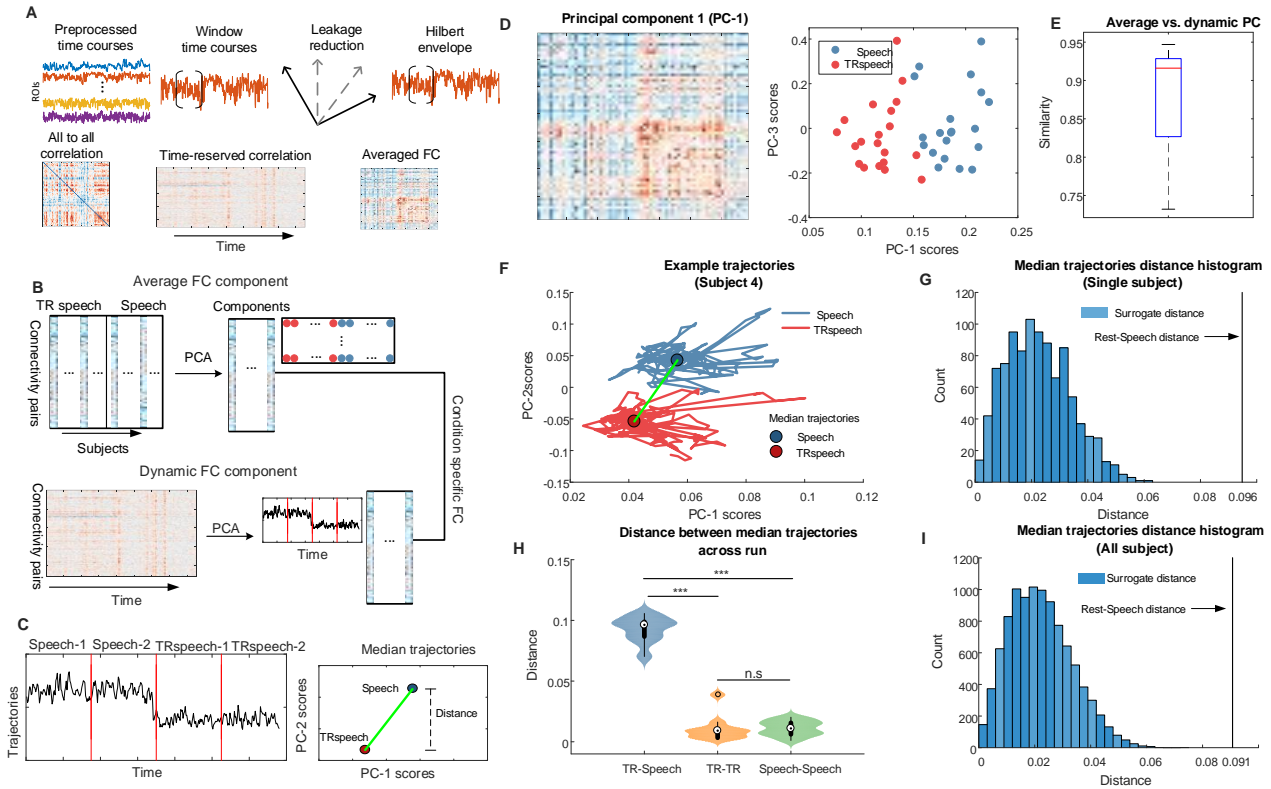 A
Preprocessed
time courses
Window
time courses
Leakage
reduction
Hilbert
envelope
ROIs
All to all
correlation
Time-reserved correlation
Averaged FC
Time
B
Average FC component
TR speech
Speech
Components
Connectivity pairs
PCA
Subjects
Dynamic FC component
Connectivity pairs
PCA
Time
Time
Condition specific FC
C
Speech-1
Speech-2
TRspeech-1
TRspeech-2
Trajectories
Time
Median trajectories
Speech
TRspeech
Distance
PC-2 scores
PC-1 scores
D
Principal component 1 (PC-1)
Speech
TRspeech
PC-3 scores
0.4
0.2
0
-0.2
-0.4
0.05
0.1
0.15
0.2
0.25
PC-1 scores
E
Average vs. dynamic PC
Similarity
0.95
0.9
0.85
0.8
0.75
F
Example trajectories
(Subject 4)
Speech
TRspeech
PC-2scores
0.15
0.1
0.05
0
-0.05
-0.1
-0.15
Median trajectories
Speech
TRspeech
0.02
0.04
0.06
0.08
0.1
0.12
PC-1 scores
G
Median trajectories distance histogram
(Single subject)
Surrogate distance
Rest-Speech distance
Count
120
100
80
60
40
20
0
0
0.02
0.04
0.06
0.08
0.096
Distance
H
Distance between median trajectories
across run
Distance
0.15
0.1
0.05
0
***
***
n.s
TR-Speech
TR-TR
Speech-Speech
I
Median trajectories distance histogram
(All subject)
Surrogate distance
Rest-Speech distance
Count
1200
1000
800
600
400
200
0
0
0.02
0.04
0.06
0.08
0.091
Distance